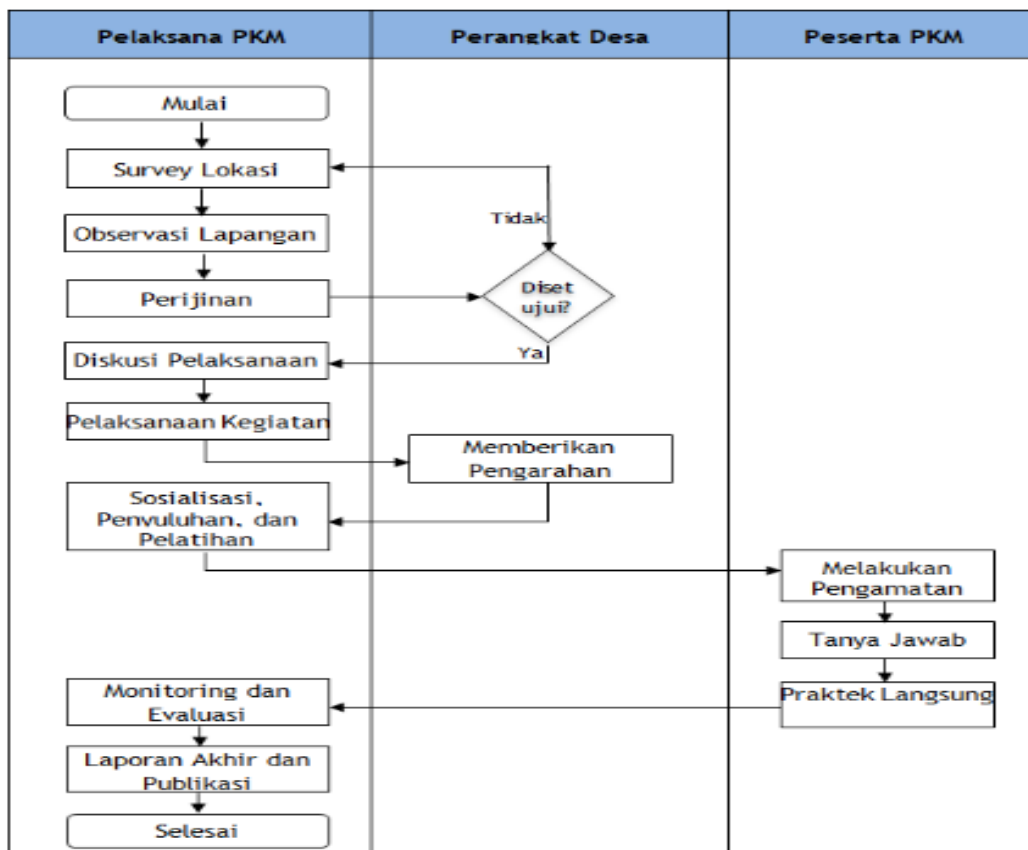 Pelaksana PKM
Perangkat Desa
Peserta PKM
Mulai
Survey Lokasi
Tidak
Observasi Lapangan
Diset
ujui?
Perijinan
Ya
Diskusi Pelaksanaan
Pelaksanaan Kegiatan
Memberikan
Pengarahan
Sosialisasi,
Penvuluhan, dan
Pelatihan
Melakukan
Pengamatan
Tanya Jawab
Praktek Langsung
Monitoring dan
Evaluasi
Laporan Akhir dan
Publikasi
Selesai